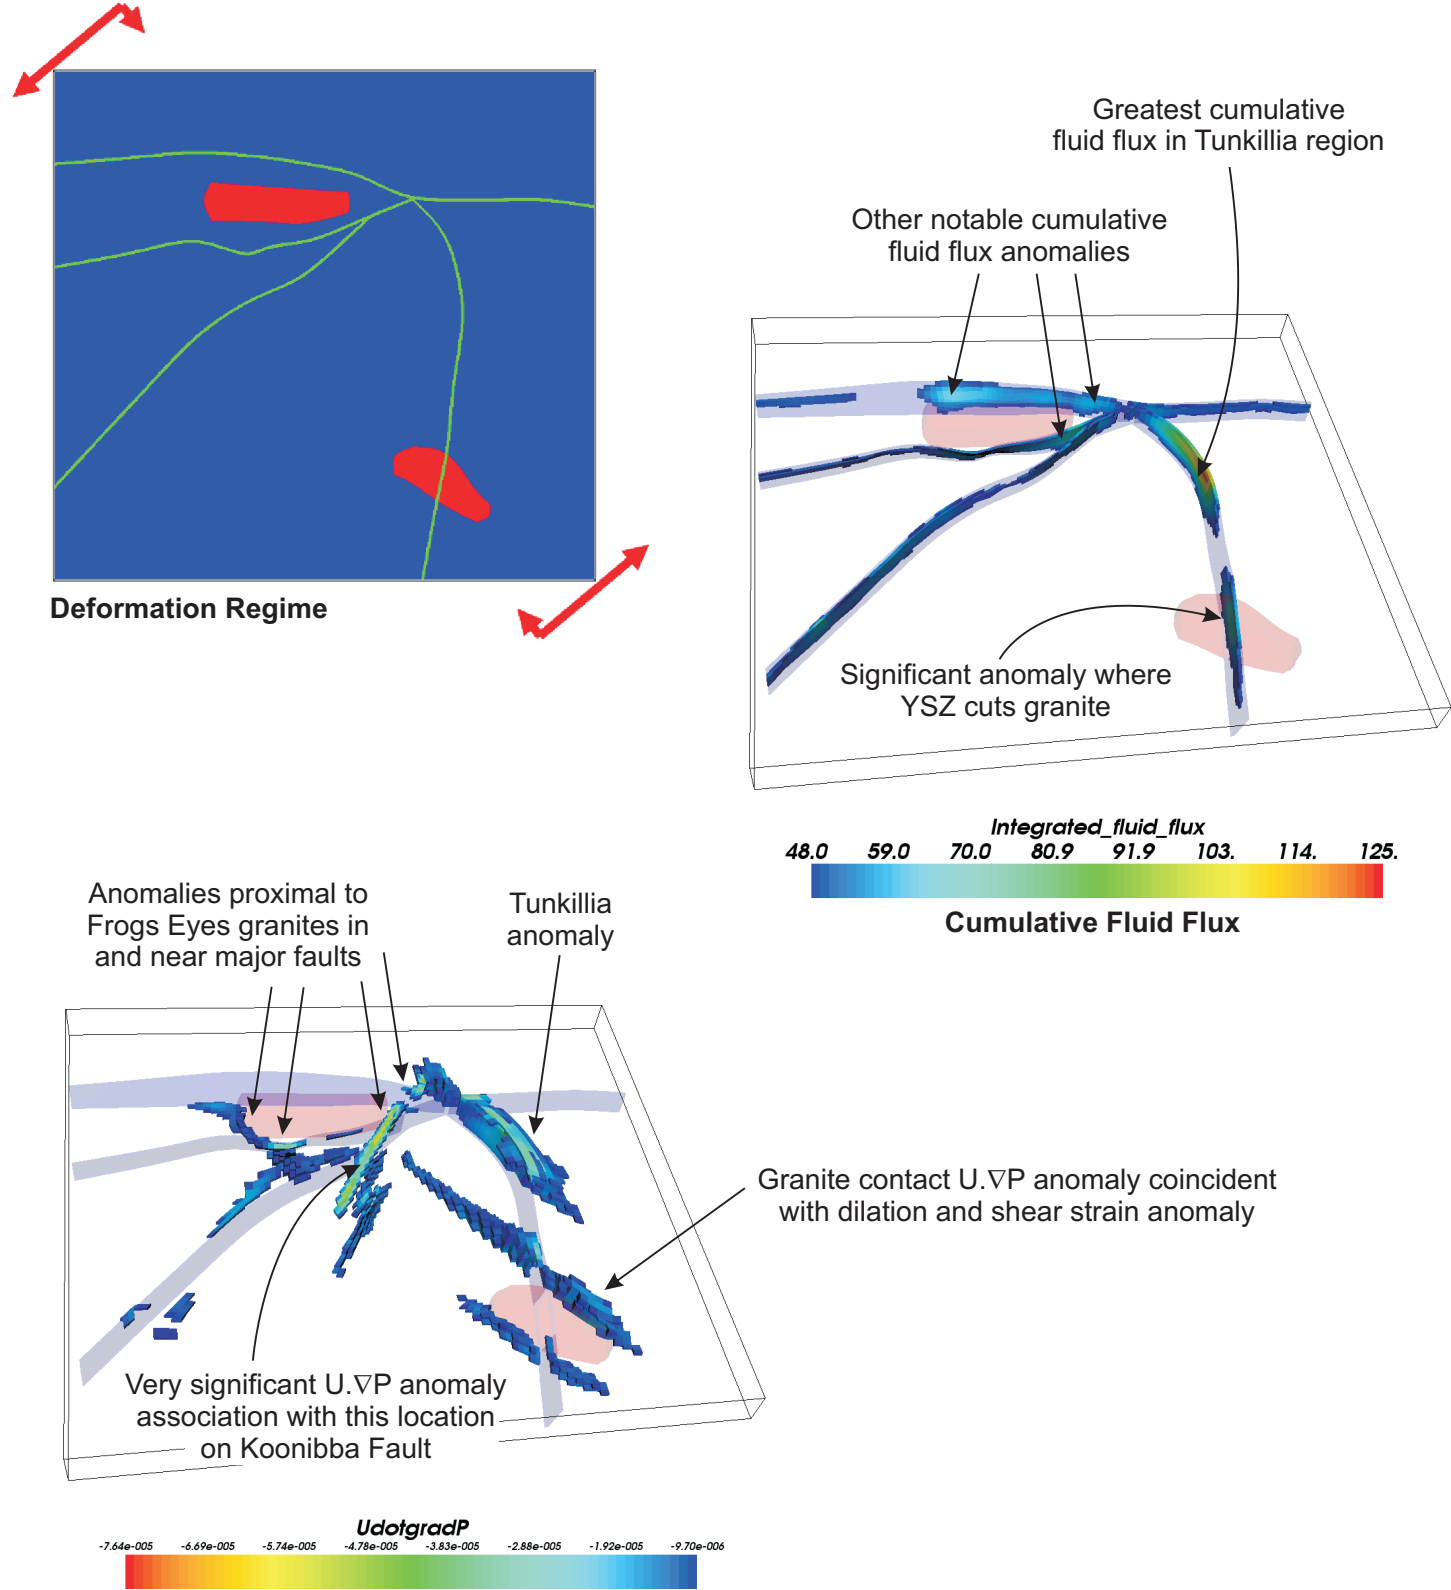 Deformation Regime
Greatest cumulative
fluid flux in Tunkillia region
Other notable cumulative
fluid flux anomalies
Significant anomaly where
YSZ cuts granite
Integrated_fluid_flux
48.0 59.0 70.0 80.9 91.9 103. 114. 125.
Cumulative Fluid Flux
Anomalies proximal to
Frogs Eyes granites in
and near major faults
Tunkillia
anomaly
Granite contact U.∇P anomaly coincident
with dilation and shear strain anomaly
Very significant U.∇P anomaly
association with this location
on Koonibba Fault
UdotgradP
-7.64e-005 -6.69e-005 -5.74e-005 -4.78e-005 -3.83e-005 -2.88e-005 -1.92e-005 -9.70e-006